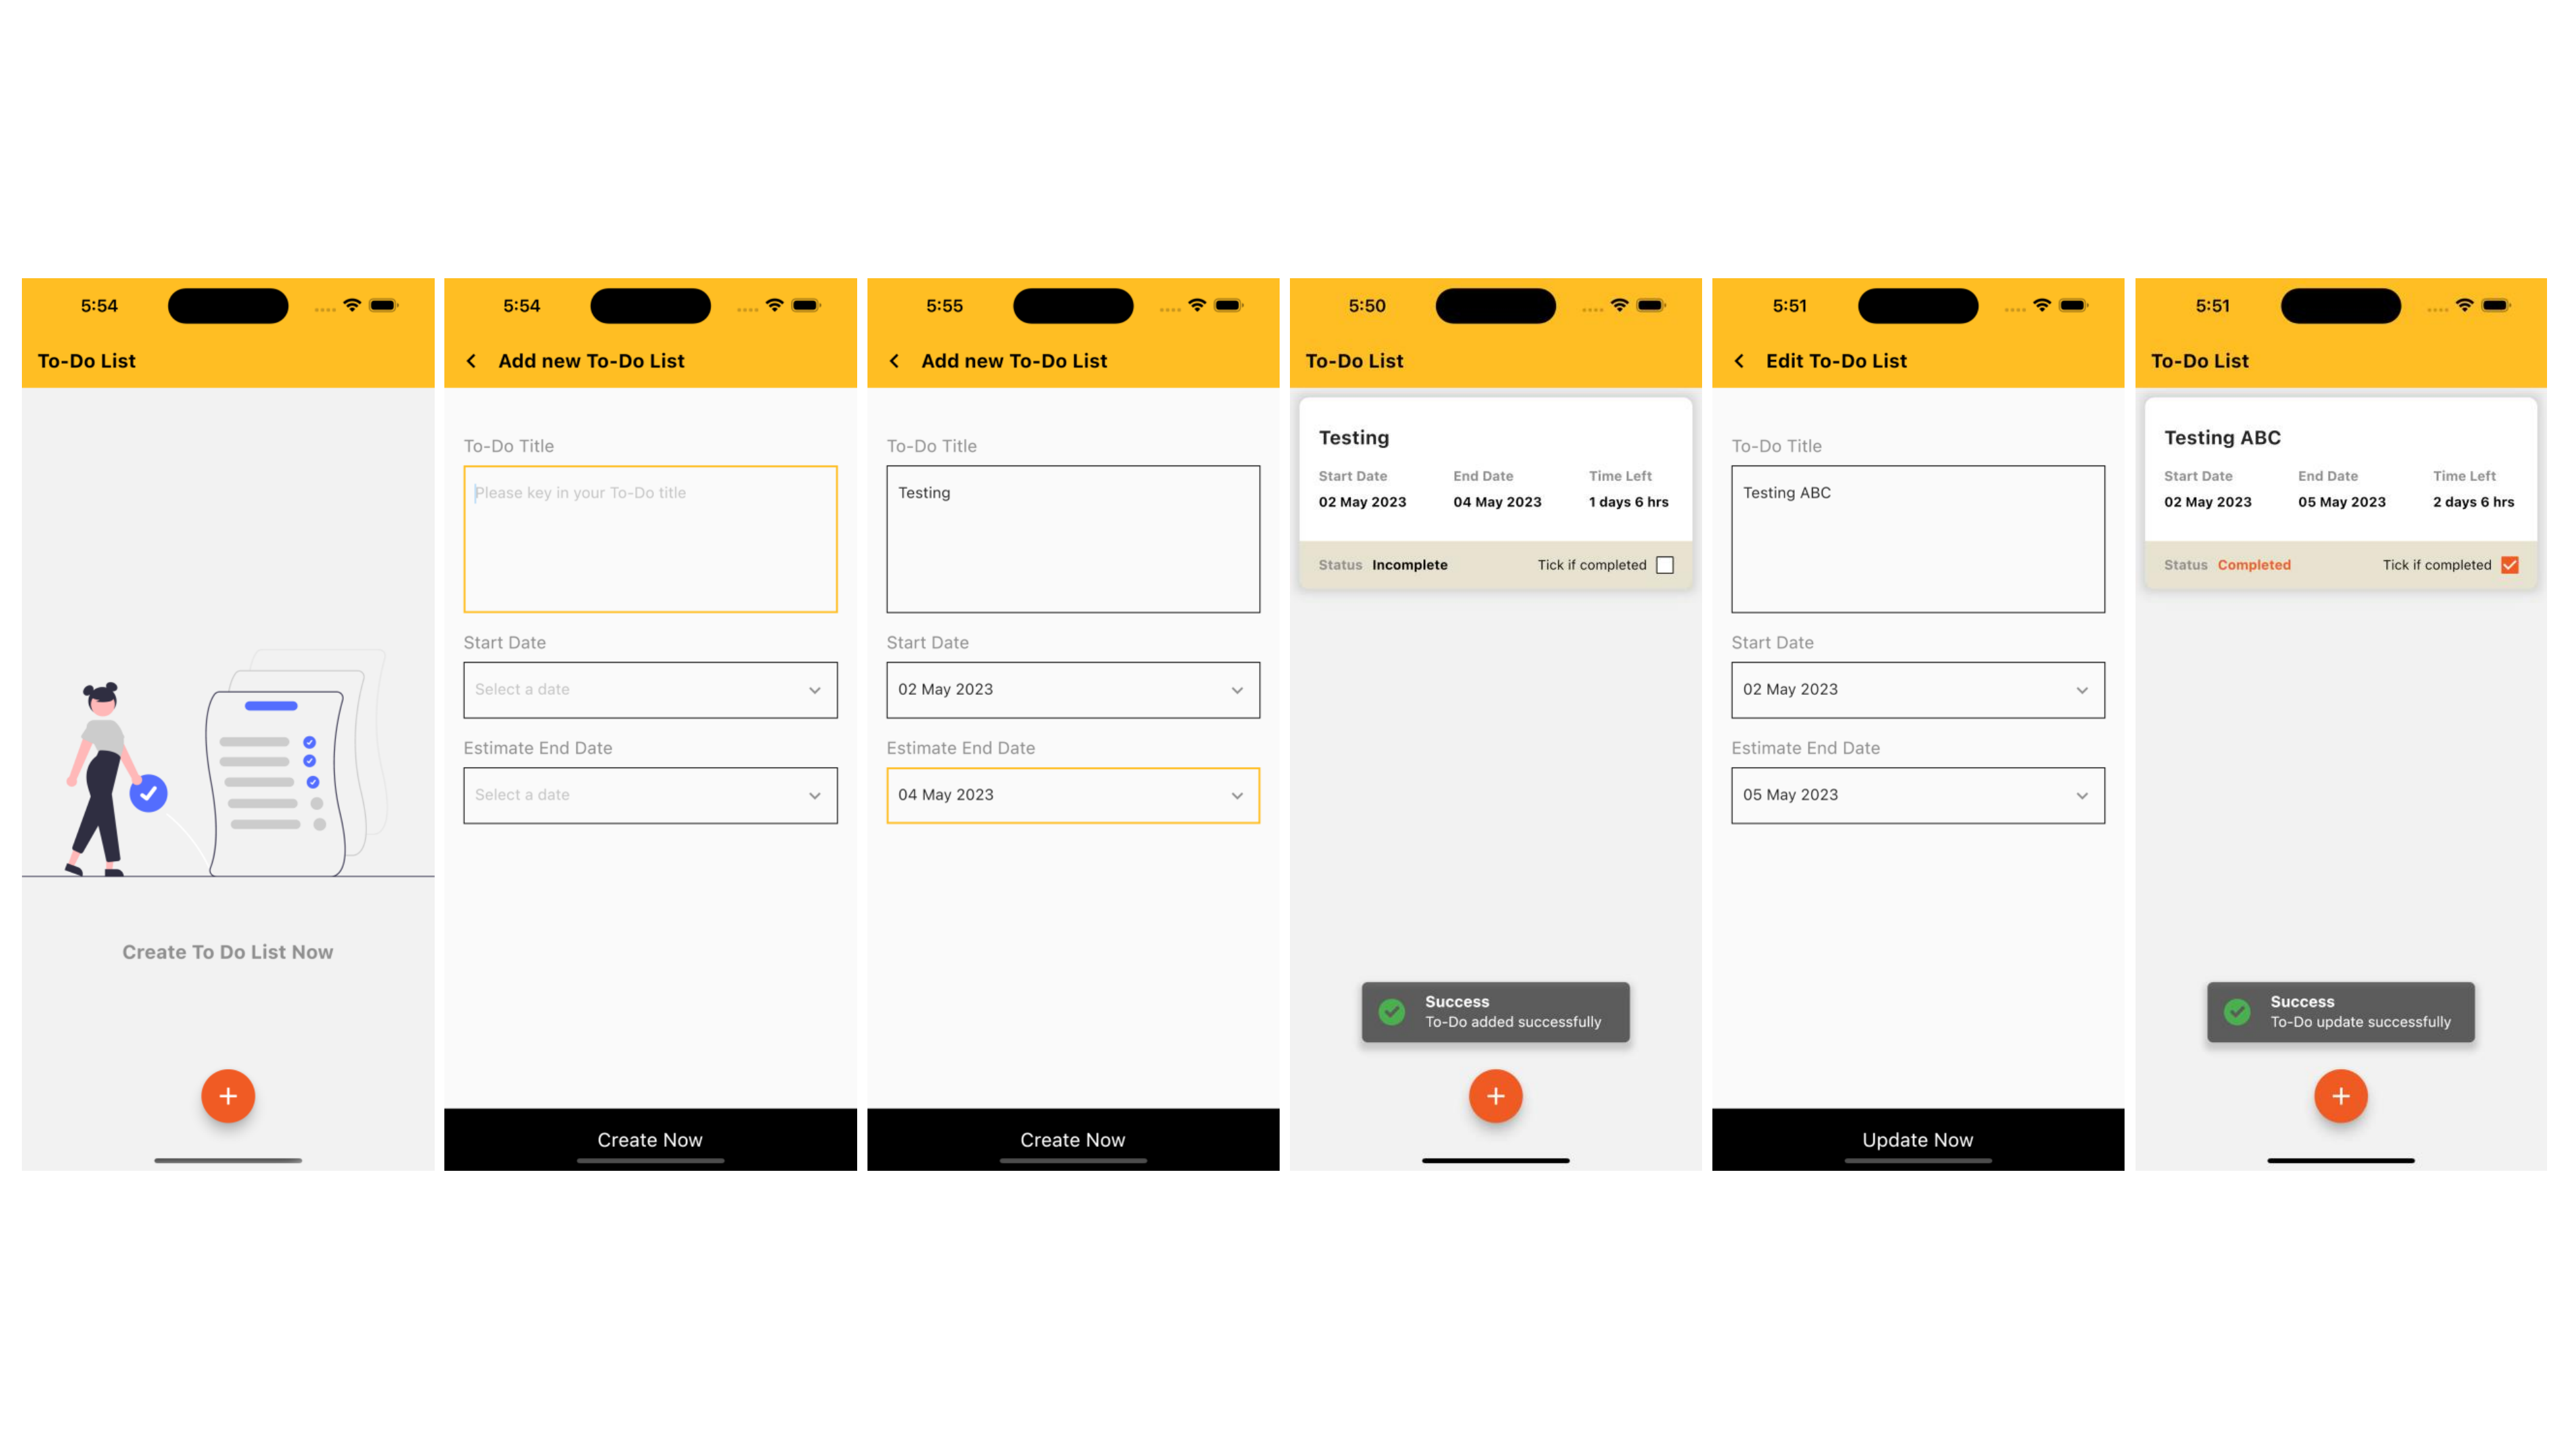 5:54
To-Do List
Create To Do List Now
+
5:54
Add new To-Do List
To-Do Title
Please key in your To-Do title
Start Date
Select a date
Estimate End Date
Select a date
Create Now
5:55
Add new To-Do List
To-Do Title
Testing
Start Date
02 May 2023
Estimate End Date
04 May 2023
Create Now
5:50
To-Do List
Testing
Start Date End Date Time Left
02 May 2023 04 May 2023 1 days 6 hrs
Status Incomplete Tick if completed
Success
To-Do added successfully
+
5:51
Edit To-Do List
To-Do Title
Testing ABC
Start Date
02 May 2023
Estimate End Date
05 May 2023
Update Now
5:51
To-Do List
Testing ABC
Start Date End Date Time Left
02 May 2023 05 May 2023 2 days 6 hrs
Status Completed Tick if completed
Success
To-Do update successfully
+